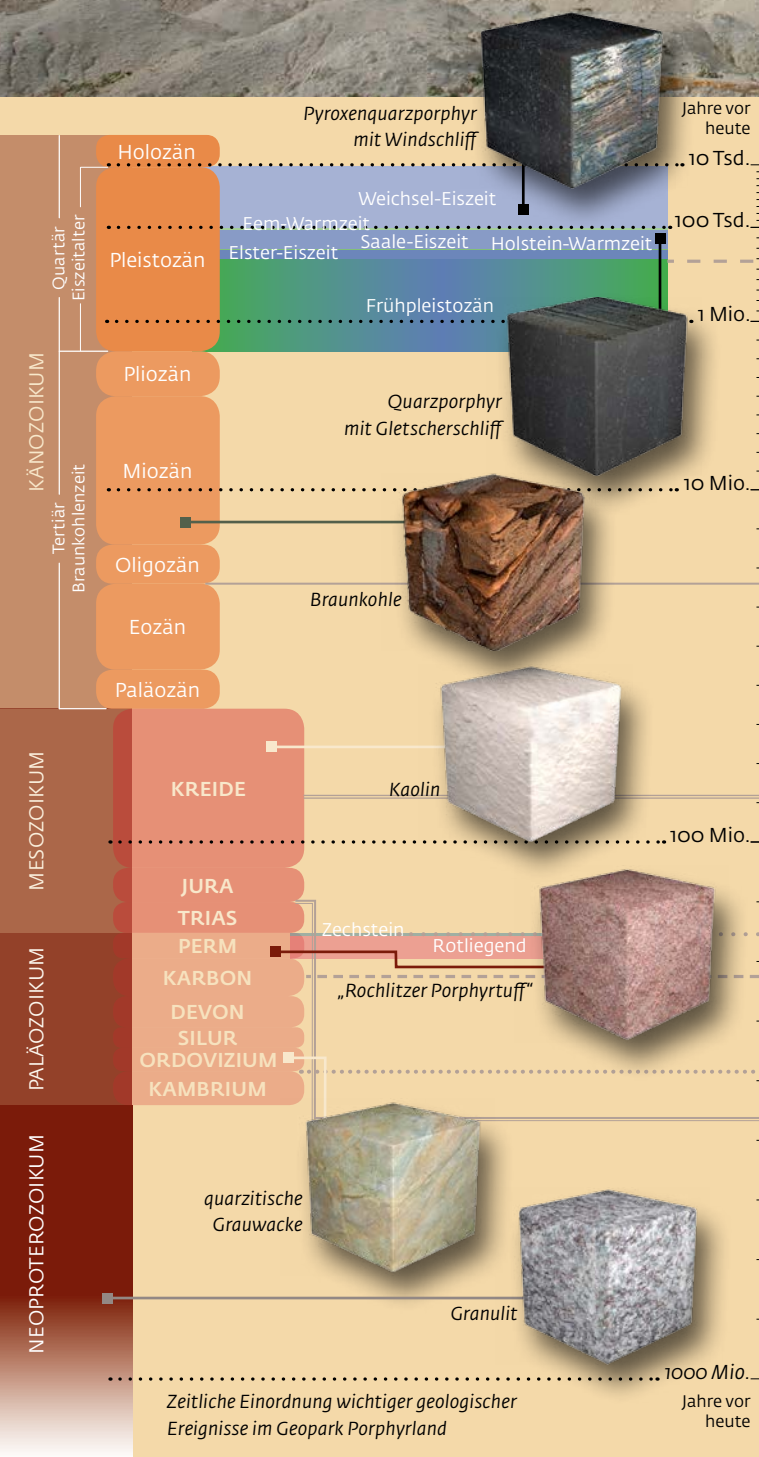 Pyroxenquarzporphyr
mit Windschliff
Jahre vor
heute
Holozän
10 Tsd.
Weichsel-Eiszeit
Eem-Warmzeit
100 Tsd.
Quartär
Eiszeitalter
Pleistozän
Elster-Eiszeit
Saale-Eiszeit
Holstein-Warmzeit
Frühpleistozän
1 Mio.
KÄNOZOIKUM
Pliozän
Quarzporphyr
mit Gletscherschliff
Miozän
10 Mio.
Tertiär
Braunkohlenzeit
Oligozän
Braunkohle
Eozän
Paläozän
MESOZOIKUM
KREIDE
Kaolin
100 Mio.
JURA
TRIAS
Zechstein
PALÄOZOIKUM
PERM
Rotliegend
KARBON
„Rochlitzer Porphyrtuff“
DEVON
SILUR
ORDOVIZIUM
KAMBRIUM
NEOPROTEROZOIKUM
quarzitische
Grauwacke
Granulit
1000 Mio.
Zeitliche Einordnung wichtiger geologischer
Ereignisse im Geopark Porphyrland
Jahre vor
heute